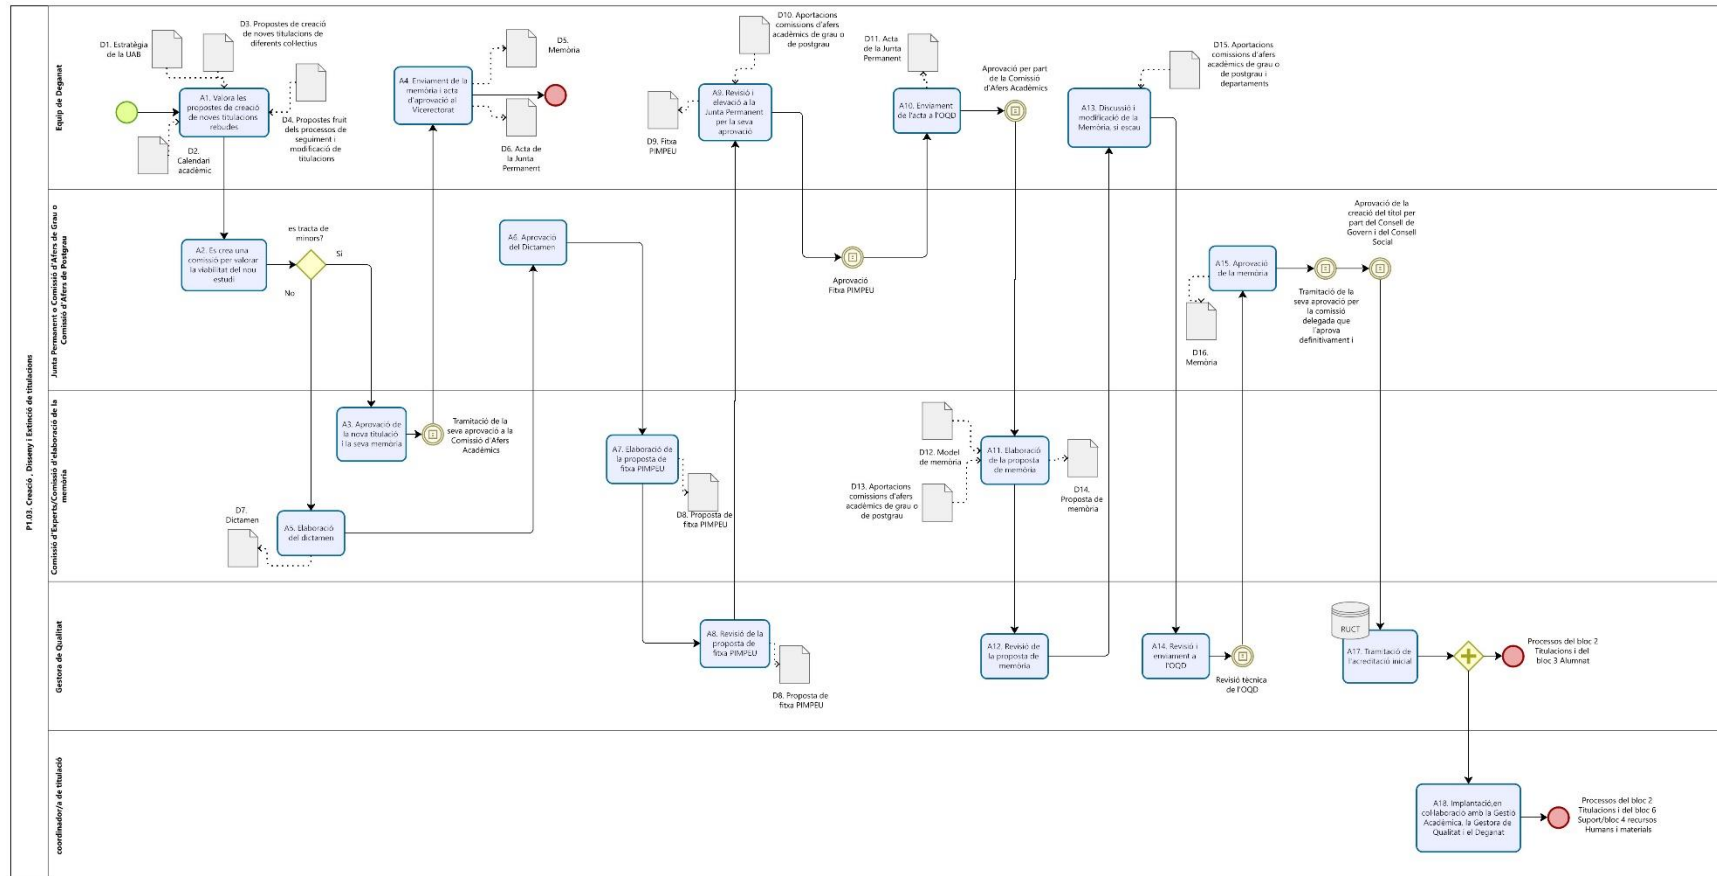 P1.03. Creació , Disseny i Extinció de titulacions
Equip de Deganat
D1. Estratègia
de la UAB
D3. Propostes de creació
de noves titulacions de
diferents col·lectius
A1. Valora les
propostes de creació
de noves titulacions
rebudes
D2.
Calendari
acadèmic
D4. Propostes fruit
dels processos de
seguiment i
modificació de
titulacions
A4. Enviament de la
memòria i acta
d'aprovació al
Vicerectorat
D5.
Memòria
D6. Acta de
la Junta
Permanent
D10. Aportacions
comissions d'afers
acadèmics de grau o
de postgrau
A9. Revisió i
elevació a la
Junta Permanent
per la seva
aprovació
D9. Fitxa
PIMPEU
D11. Acta
de la Junta
Permanent
A10. Enviament
de l'acta a l'OQD
Aprovació per part
de la Comissió
d'Afers Acadèmics
D15. Aportacions
comissions d'afers
acadèmics de grau o
de postgrau i
departaments
A13. Discussió i
modificació de la
Memòria, si escau
Junta Permanent o Comissió d'Afers de Grau o
Comissió d'Afers de Postgrau
A2. Es crea una
comissió per valorar
la viabilitat del nou
estudi
es tracta de
minors?
Si
No
A6. Aprovació
del Dictamen
Aprovació
Fitxa PIMPEU
A15. Aprovació
de la memòria
D16.
Memòria
Tramitació de la
seva aprovació per
la comissió
delegada que
l'aprova
definitivament i
Aprovació de la
creació del títol per
part del Consell de
Govern i del Consell
Social
Comissió d'Experts/Comissió d'elaboració de la
memòria
A3. Aprovació de
la nova titulació
i la seva memòria
Tramitació de la
seva aprovació a la
Comissió d'Afers
Acadèmics
D7.
Dictamen
A5. Elaboració
del dictamen
A7. Elaboració de
la proposta de
fitxa PIMPEU
D8. Proposta de
fitxa PIMPEU
D12. Model
de memòria
D13. Aportacions
comissions d'afers
acadèmics de grau o
de postgrau
A11. Elaboració
de la proposta
de memòria
D14.
Proposta de
memòria
Gestora de Qualitat
A8. Revisió de la
proposta de
fitxa PIMPEU
D8. Proposta de
fitxa PIMPEU
A12. Revisió de
la proposta de
memòria
A14. Revisió i
enviament a
l'OQD
Revisió tècnica
de l'OQD
RUCT
A17. Tramitació de
l'acreditació inicial
Processos del bloc 2
Titulacions i del
bloc 3 Alumnat
coordinador/a de titulació
A18. Implantació,en
col·laboració amb la Gestió
Acadèmica, la Gestora de
Qualitat i el Deganat
Processos del bloc 2
Titulacions i del bloc 6
Suport/bloc 4 recursos
Humans i materials